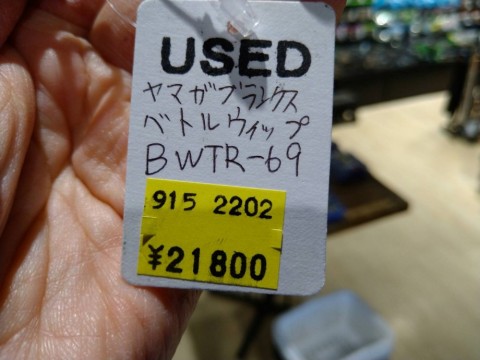 USED
ヤマガブランクス
バトルウィップ
BWTR-69
915 2202
¥21800